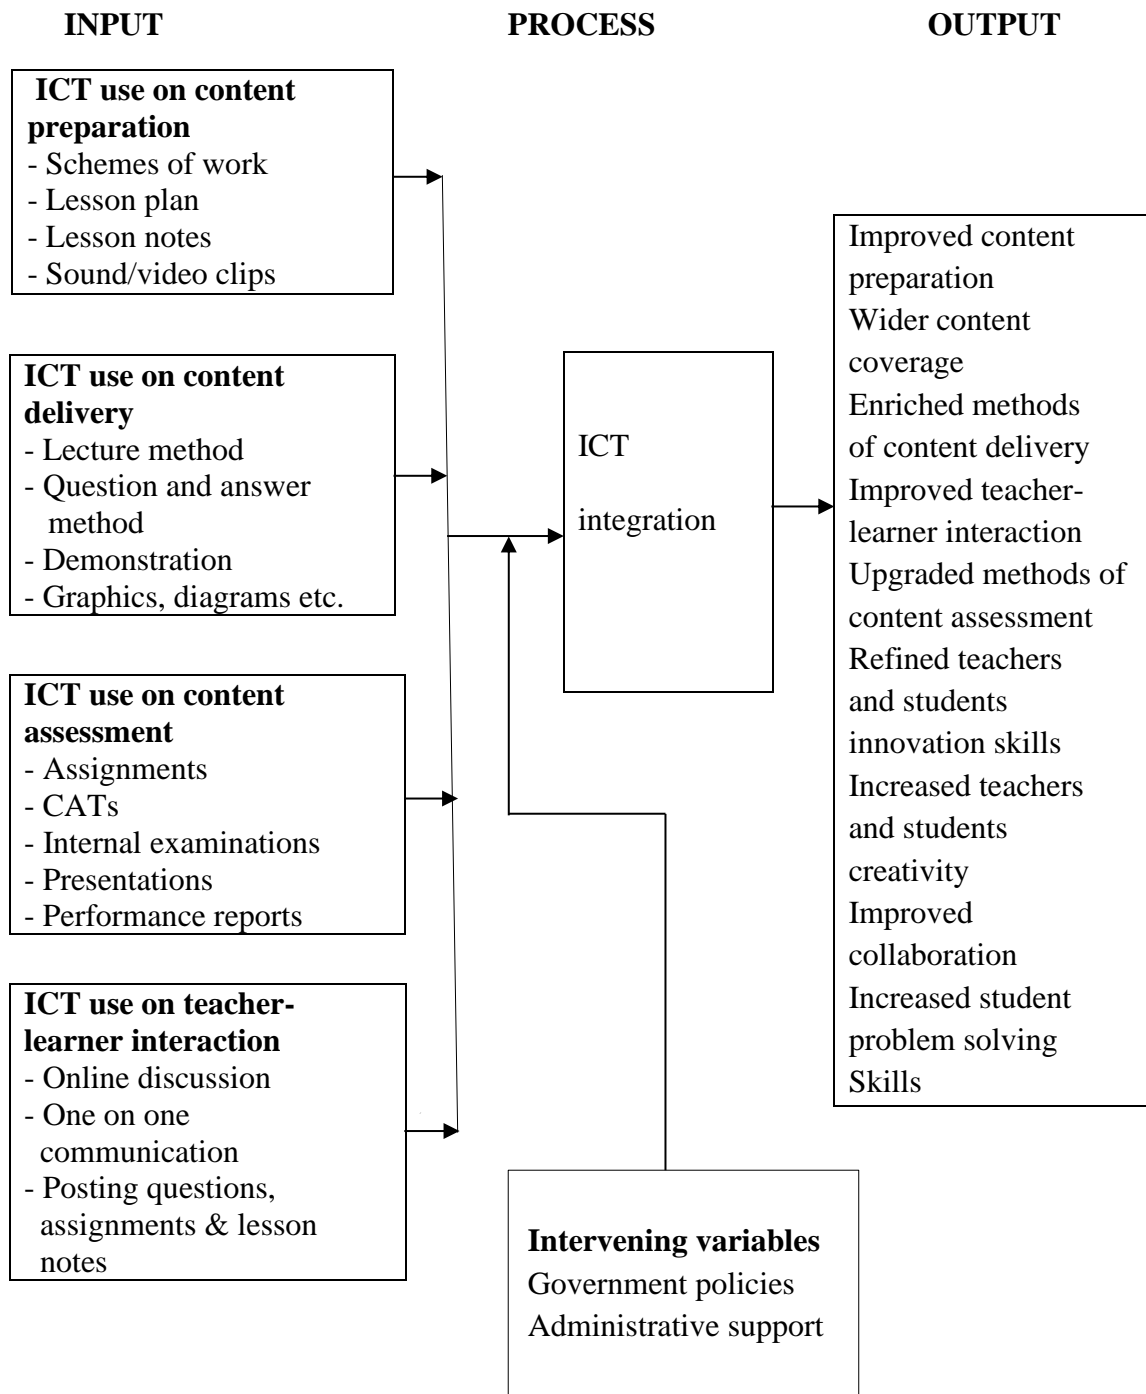 INPUT PROCESS OUTPUT
ICT use on content
preparation
- Schemes of work
- Lesson plan
- Lesson notes
- Sound/video clips
ICT use on content
delivery
- Lecture method
- Question and answer
method
- Demonstration
- Graphics, diagrams etc.
ICT use on content
assessment
- Assignments
- CATs
- Internal examinations
- Presentations
- Performance reports
ICT use on teacher-
learner interaction
- Online discussion
- One on one
communication
- Posting questions,
assignments & lesson
notes
ICT
integration
Intervening variables
Government policies
Administrative support
Improved content
preparation
Wider content
coverage
Enriched methods
of content delivery
Improved teacher-
learner interaction
Upgraded methods of
content assessment
Refined teachers
and students
innovation skills
Increased teachers
and students
creativity
Improved
collaboration
Increased student
problem solving
Skills